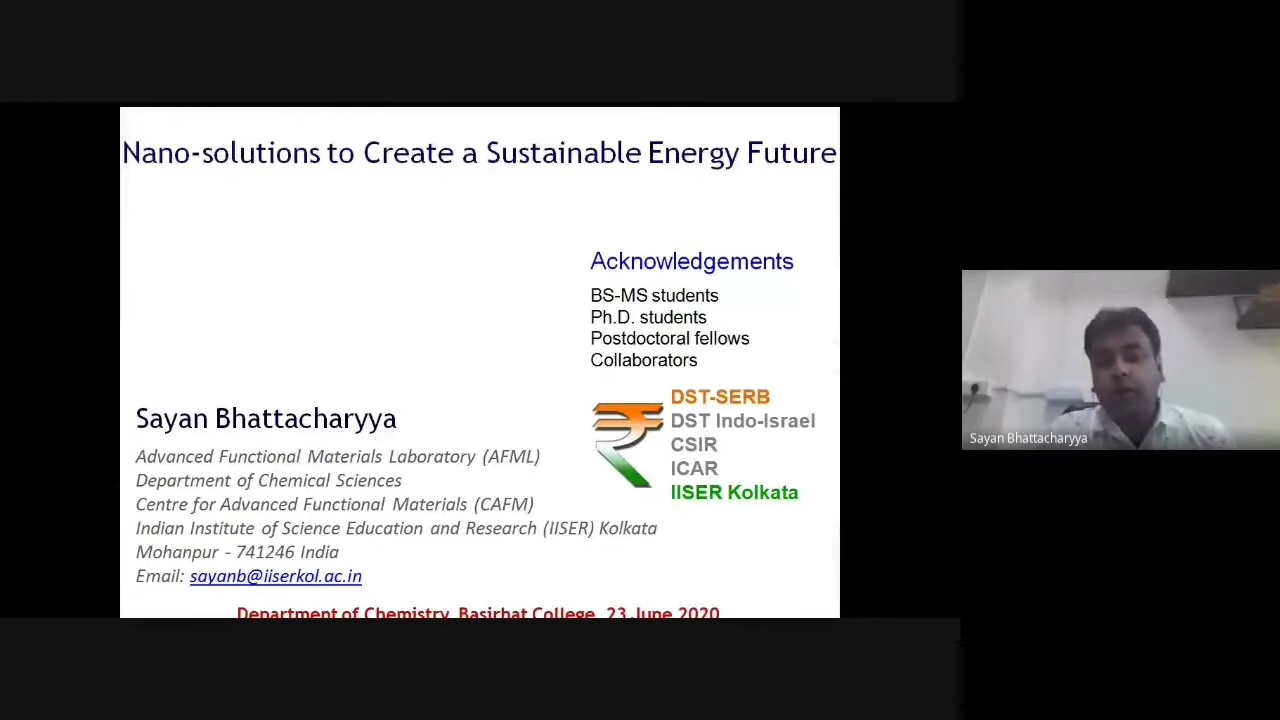 Nano-solutions to Create a Sustainable Energy Future
Acknowledgements
BS-MS students
Ph.D. students
Postdoctoral fellows
Collaborators
DST-SERB
DST Indo-Israel
CSIR
ICAR
IISER Kolkata
Sayan Bhattacharyya
Advanced Functional Materials Laboratory (AFML)
Department of Chemical Sciences
Centre for Advanced Functional Materials (CAFM)
Indian Institute of Science Education and Research (IISER) Kolkata
Mohanpur - 741246 India
Email: sayanb@iiserkol.ac.in
Department of Chemistry, Basirhat College, 23 June 2020
Sayan Bhattacharyya